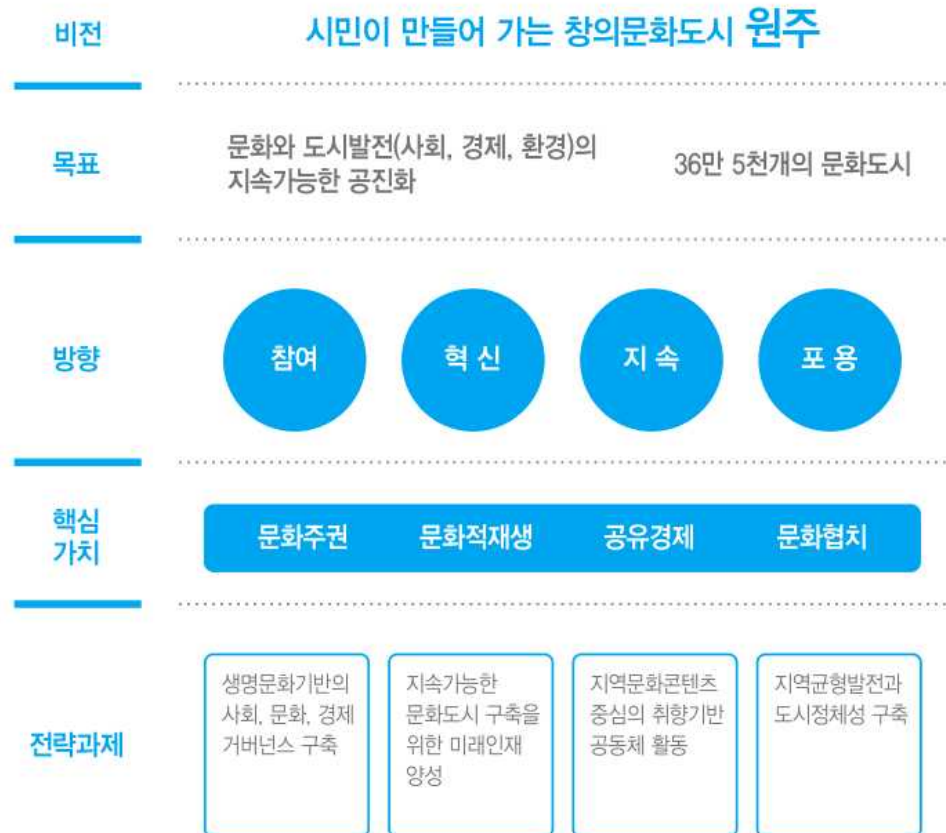 비전
시민이 만들어 가는 창의문화도시 원주
목표
문화와 도시발전(사회, 경제, 환경)의
지속가능한 공진화
36만 5천개의 문화도시
방향
참여
혁 신
지 속
포 용
핵심
가치
문화주권
문화적재생
공유경제
문화협치
전략과제
생명문화기반의
사회, 문화, 경제
거버넌스 구축
지속가능한
문화도시 구축을
위한 미래인재
양성
지역문화콘텐츠
중심의 취향기반
공동체 활동
지역균형발전과
도시정체성 구축